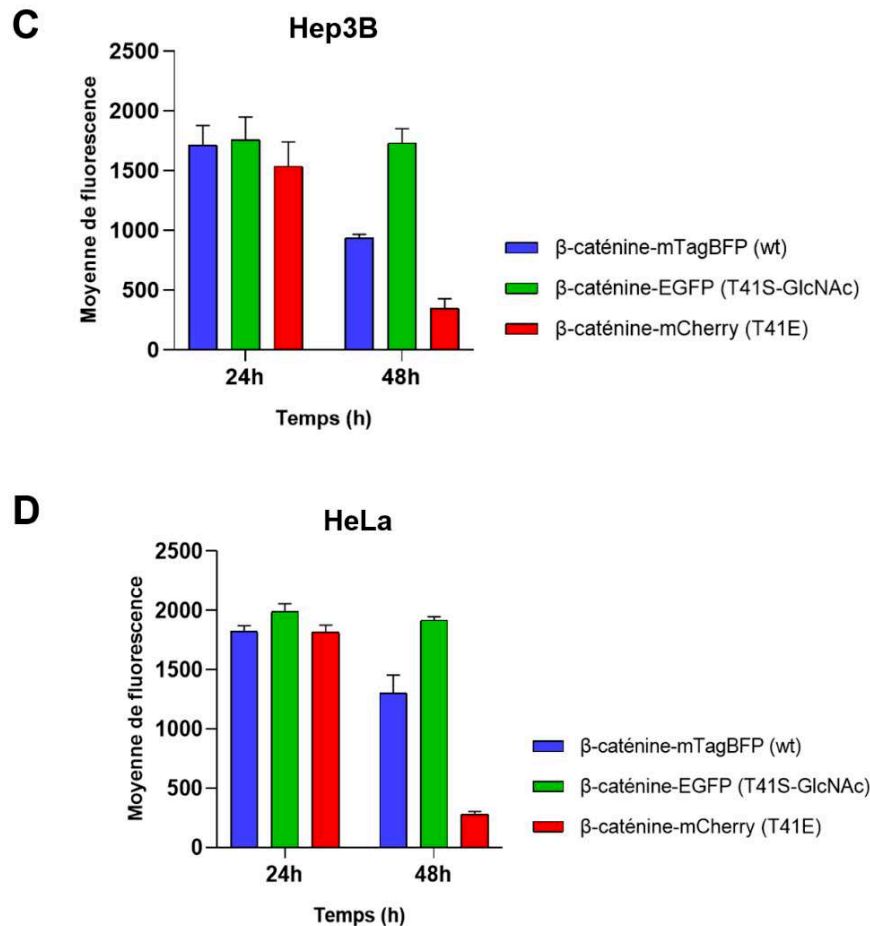 C
Hep3B
Moyenne de fluorescence
2500
2000
1500
1000
500
0
24h
48h
Temps (h)
β-caténine-mTagBFP (wt)
β-caténine-EGFP (T41S-GlcNAc)
β-caténine-mCherry (T41E)
D
HeLa
Moyenne de fluorescence
2500
2000
1500
1000
500
0
24h
48h
Temps (h)
β-caténine-mTagBFP (wt)
β-caténine-EGFP (T41S-GlcNAc)
β-caténine-mCherry (T41E)